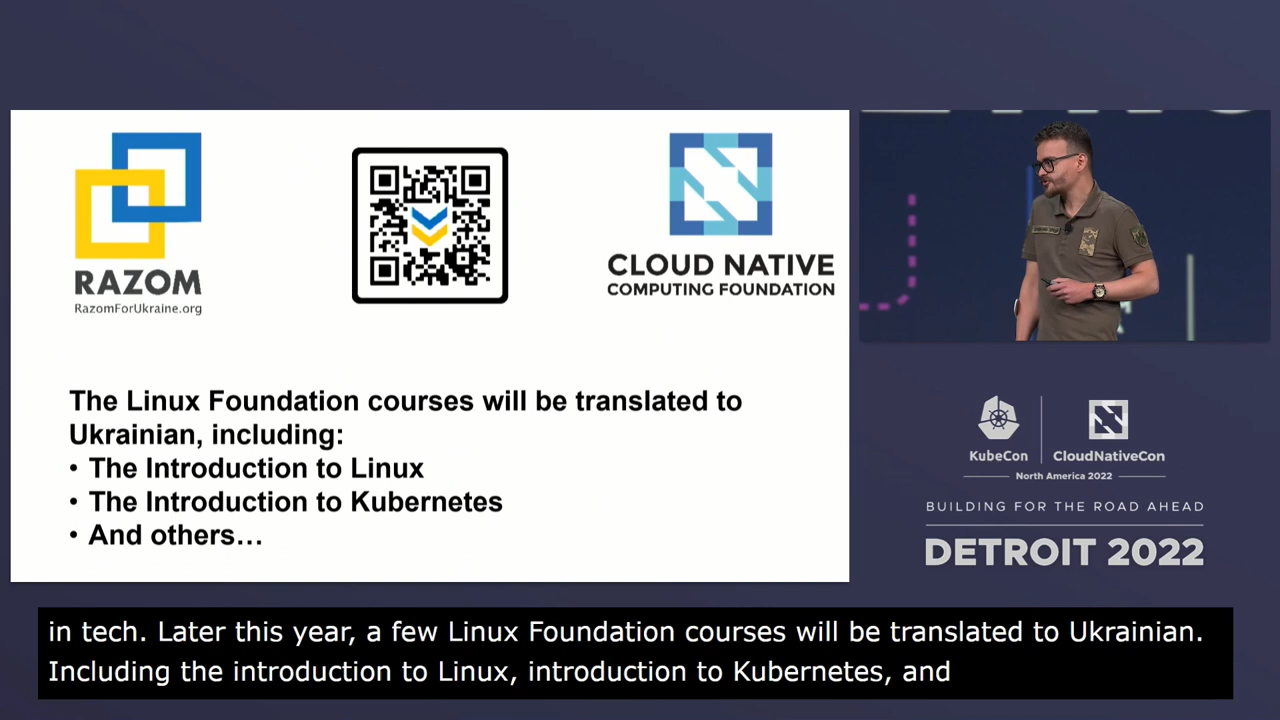 RAZOM
RazomForUkraine.org
CLOUD NATIVE
COMPUTING FOUNDATION
The Linux Foundation courses will be translated to
Ukrainian, including:
• The Introduction to Linux
• The Introduction to Kubernetes
• And others…
KubeCon
CloudNativeCon
North America 2022
BUILDING FOR THE ROAD AHEAD
DETROIT 2022
in tech. Later this year, a few Linux Foundation courses will be translated to Ukrainian.
Including the introduction to Linux, introduction to Kubernetes, and